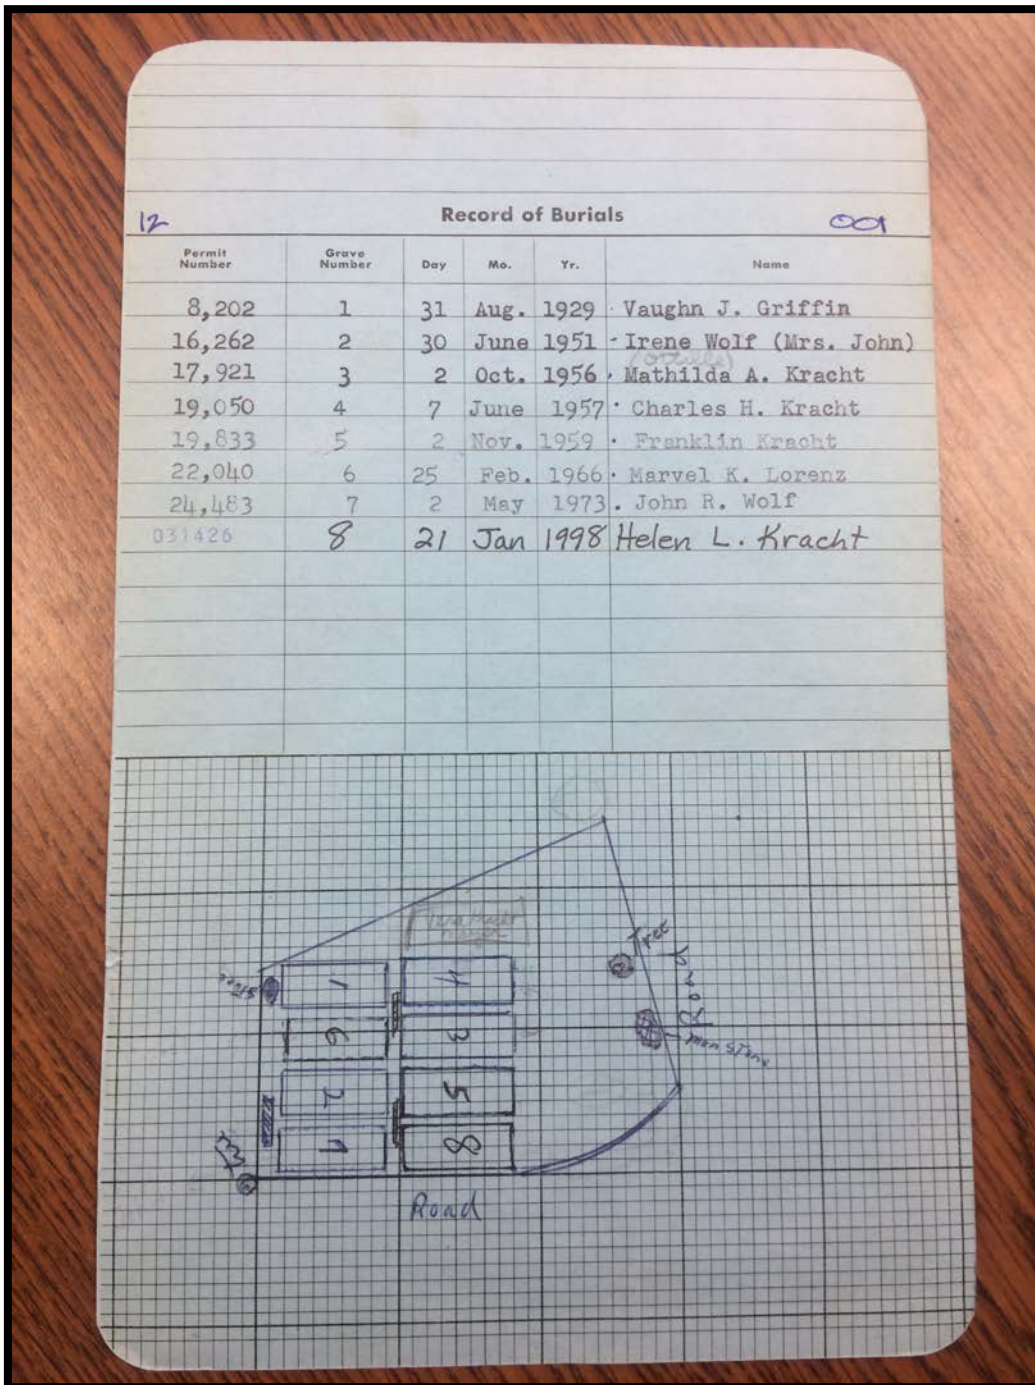 12 Record of Burials 001
Permit Number Grave Number Day Mo. Yr. Name
8,202 1 31 Aug. 1929 · Vaughn J. Griffin
16,262 2 30 June 1951 · Irene Wolf (Mrs. John)
17,921 3 2 Oct. 1956 · Mathilda A. Kracht
19,050 4 7 June 1957 · Charles H. Kracht
19,833 5 2 Nov. 1959 · Franklin Kracht
22,040 6 25 Feb. 1966 · Marvel K. Lorenz
24,483 7 2 May 1973 . John R. Wolf
031426 8 21 Jan 1998 Helen L. Kracht
Tree
Road
1 4
6 3
2 5
7 8
Road